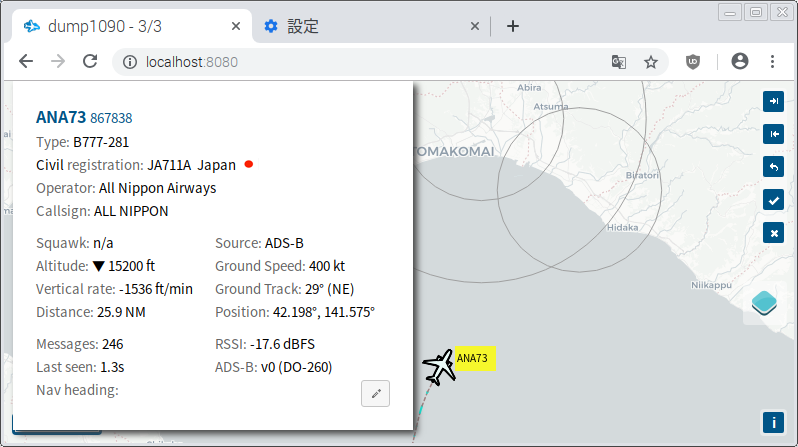 dump1090 - 3/3
設定
localhost:8080
ANA73 867838
Type: B777-281
Civil registration: JA711A Japan
Operator: All Nippon Airways
Callsign: ALL NIPPON
Squawk: n/a
Source: ADS-B
Altitude: ▼ 15200 ft
Ground Speed: 400 kt
Vertical rate: -1536 ft/min
Ground Track: 29° (NE)
Distance: 25.9 NM
Position: 42.198°, 141.575°
Messages: 246
RSSI: -17.6 dBFS
Last seen: 1.3s
ADS-B: v0 (DO-260)
Nav heading:
Abira
Atsuma
TOMAKOMAI
Biratori
Hidaka
Niikappu
ANA73